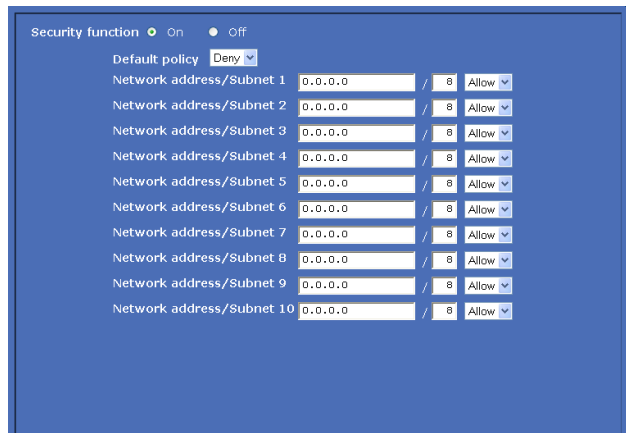 Security function On Off
Default policy Deny
Network address/Subnet 1 0.0.0.0 / 8 Allow
Network address/Subnet 2 0.0.0.0 / 8 Allow
Network address/Subnet 3 0.0.0.0 / 8 Allow
Network address/Subnet 4 0.0.0.0 / 8 Allow
Network address/Subnet 5 0.0.0.0 / 8 Allow
Network address/Subnet 6 0.0.0.0 / 8 Allow
Network address/Subnet 7 0.0.0.0 / 8 Allow
Network address/Subnet 8 0.0.0.0 / 8 Allow
Network address/Subnet 9 0.0.0.0 / 8 Allow
Network address/Subnet 10 0.0.0.0 / 8 Allow